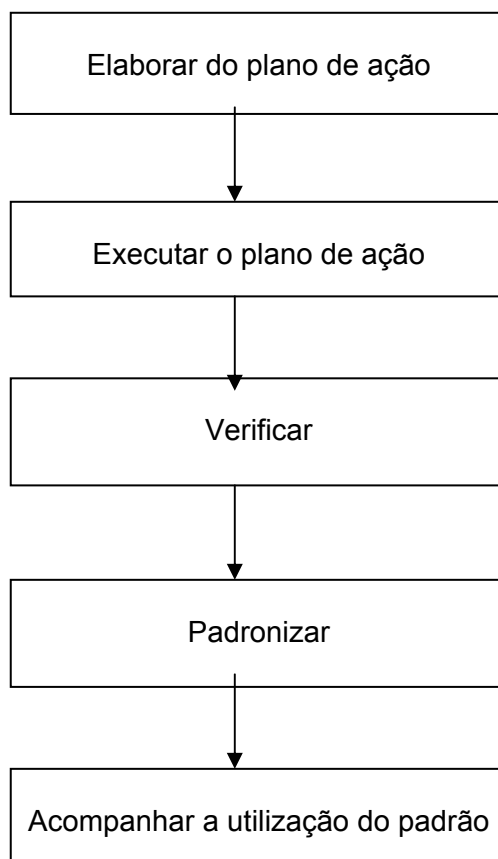 Elaborar do plano de ação
Executar o plano de ação
Verificar
Padronizar
Acompanhar a utilização do padrão